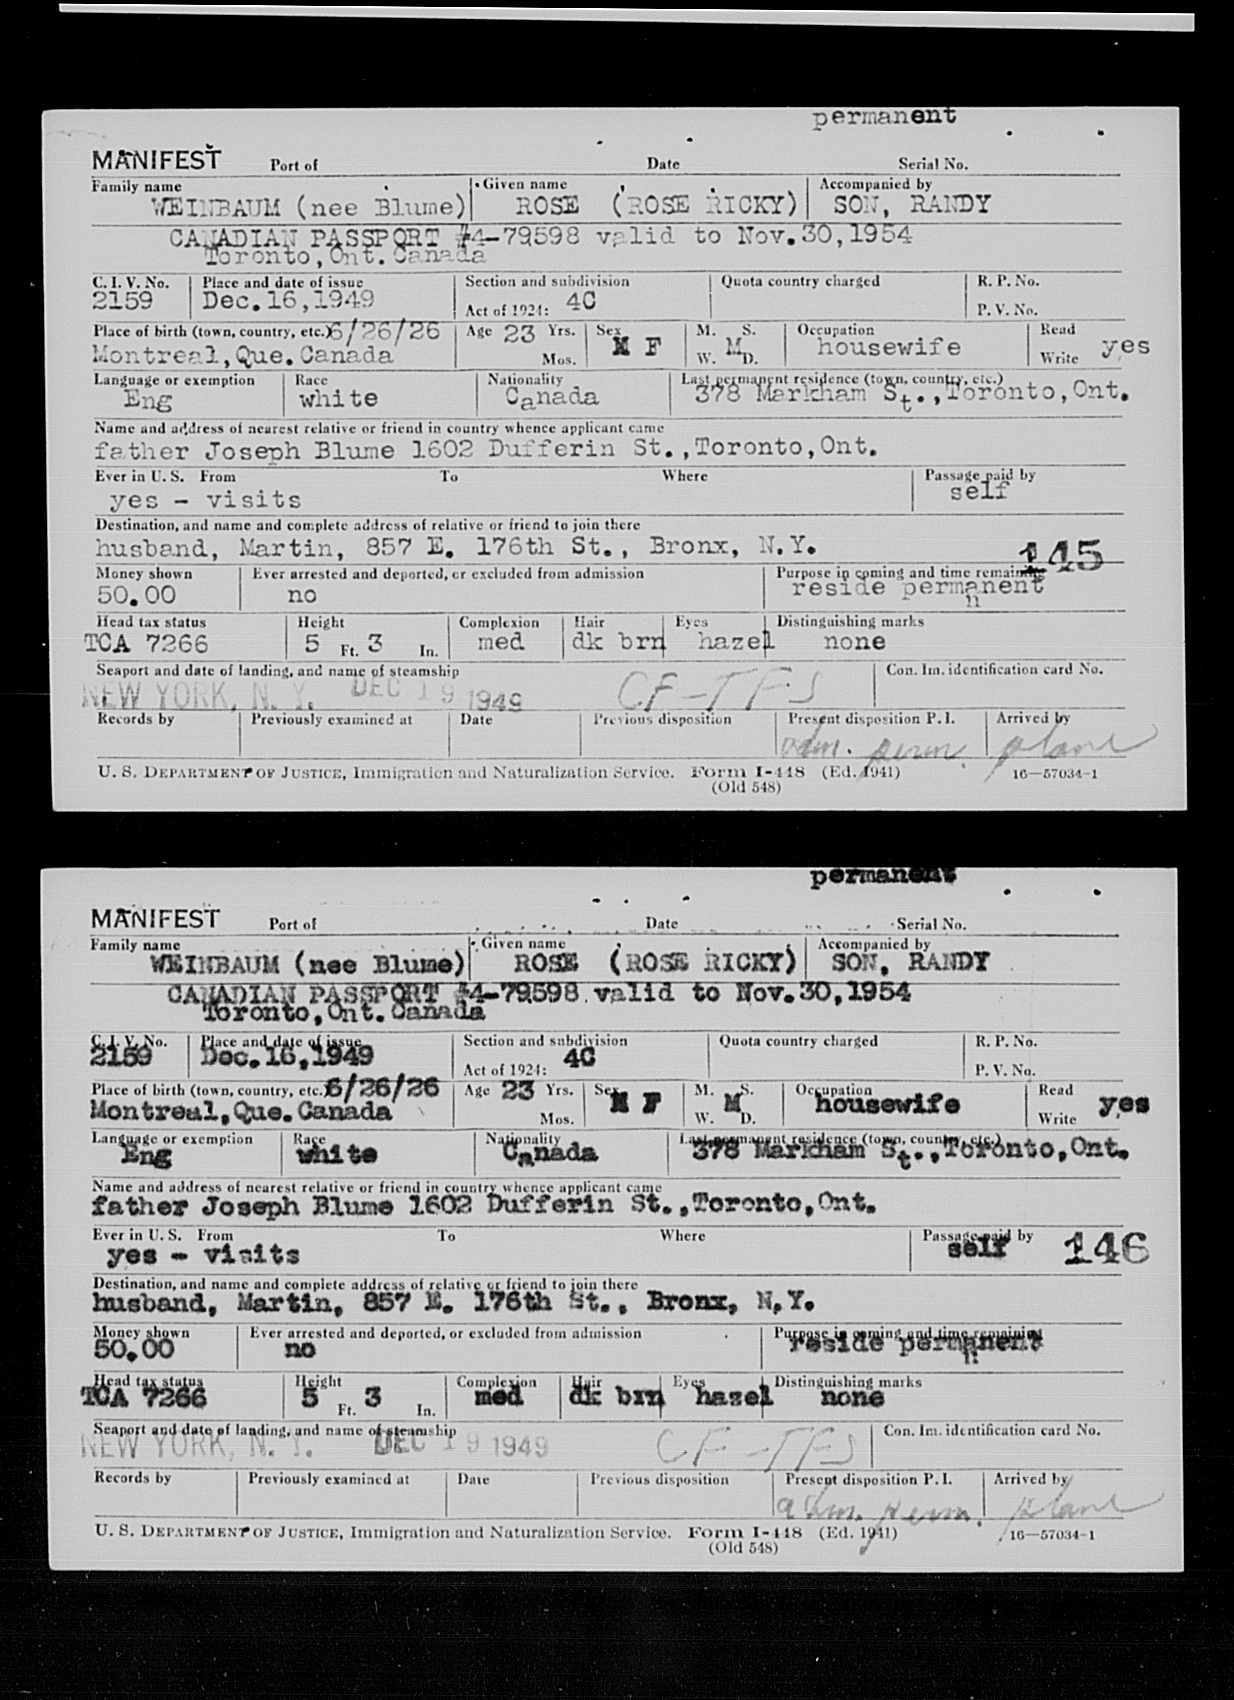 permanent
MANIFEST Port of Date Serial No.
Family name Given name Accompanied by
WEINBAUM (nee Blume) ROSE (ROSE RICKY) SON, RANDY
CANADIAN PASSPORT #4-79598 valid to Nov.30,1954
Toronto,Ont.Canada
C. I. V. No. Place and date of issue Section and subdivision Quota country charged R. P. No.
2159 Dec.16,1949 Act of 1924: 4C P. V. No.
Place of birth (town, country, etc.) 6/26/26 Age 23 Yrs. Sex M F M. S. Occupation Read
Montreal,Que.Canada Mos. W. M D. housewife Write yes
Language or exemption Race Nationality Last permanent residence (town, country, etc.)
Eng white Canada 378 Markham St.,Toronto,Ont.
Name and address of nearest relative or friend in country whence applicant came
father Joseph Blume 1602 Dufferin St.,Toronto,Ont.
Ever in U. S. From To Where Passage paid by
yes - visits self
Destination, and name and complete address of relative or friend to join there
husband, Martin, 857 E. 176th St., Bronx, N.Y. 145
Money shown Ever arrested and deported, or excluded from admission Purpose in coming and time remaining
50.00 no reside permanent
n
Head tax status Height Complexion Hair Eyes Distinguishing marks
TCA 7266 5 Ft. 3 In. med dk brn hazel none
Seaport and date of landing, and name of steamship Con. Im. identification card No.
NEW YORK, N. Y. DEC 19 1949 CF-TFS
Records by Previously examined at Date Previous disposition Present disposition P. I. Arrived by
adm. perm. plane
U. S. DEPARTMENT OF JUSTICE, Immigration and Naturalization Service. Form I-448 (Ed. 1941) 16—57034-1
(Old 548)
permanent
MANIFEST Port of Date Serial No.
Family name Given name Accompanied by
WEINBAUM (nee Blume) ROSE (ROSE RICKY) SON, RANDY
CANADIAN PASSPORT #4-79598 valid to Nov.30,1954
Toronto,Ont.Canada
C. I. V. No. Place and date of issue Section and subdivision Quota country charged R. P. No.
2159 Dec.16,1949 Act of 1924: 4C P. V. No.
Place of birth (town, country, etc.) 6/26/26 Age 23 Yrs. Sex M F M. S. Occupation Read
Montreal,Que.Canada Mos. W. M D. housewife Write yes
Language or exemption Race Nationality Last permanent residence (town, country, etc.)
Eng white Canada 378 Markham St.,Toronto,Ont.
Name and address of nearest relative or friend in country whence applicant came
father Joseph Blume 1602 Dufferin St.,Toronto,Ont.
Ever in U. S. From To Where Passage paid by
yes - visits self 146
Destination, and name and complete address of relative or friend to join there
husband, Martin, 857 E. 176th St., Bronx, N.Y.
Money shown Ever arrested and deported, or excluded from admission Purpose in coming and time remaining
50.00 no reside permanent
n
Head tax status Height Complexion Hair Eyes Distinguishing marks
TCA 7266 5 Ft. 3 In. med dk brn hazel none
Seaport and date of landing, and name of steamship Con. Im. identification card No.
NEW YORK, N. Y. DEC 19 1949 CF-TFS
Records by Previously examined at Date Previous disposition Present disposition P. I. Arrived by
adm. perm. plane
U. S. DEPARTMENT OF JUSTICE, Immigration and Naturalization Service. Form I-448 (Ed. 1941) 16—57034-1
(Old 548)